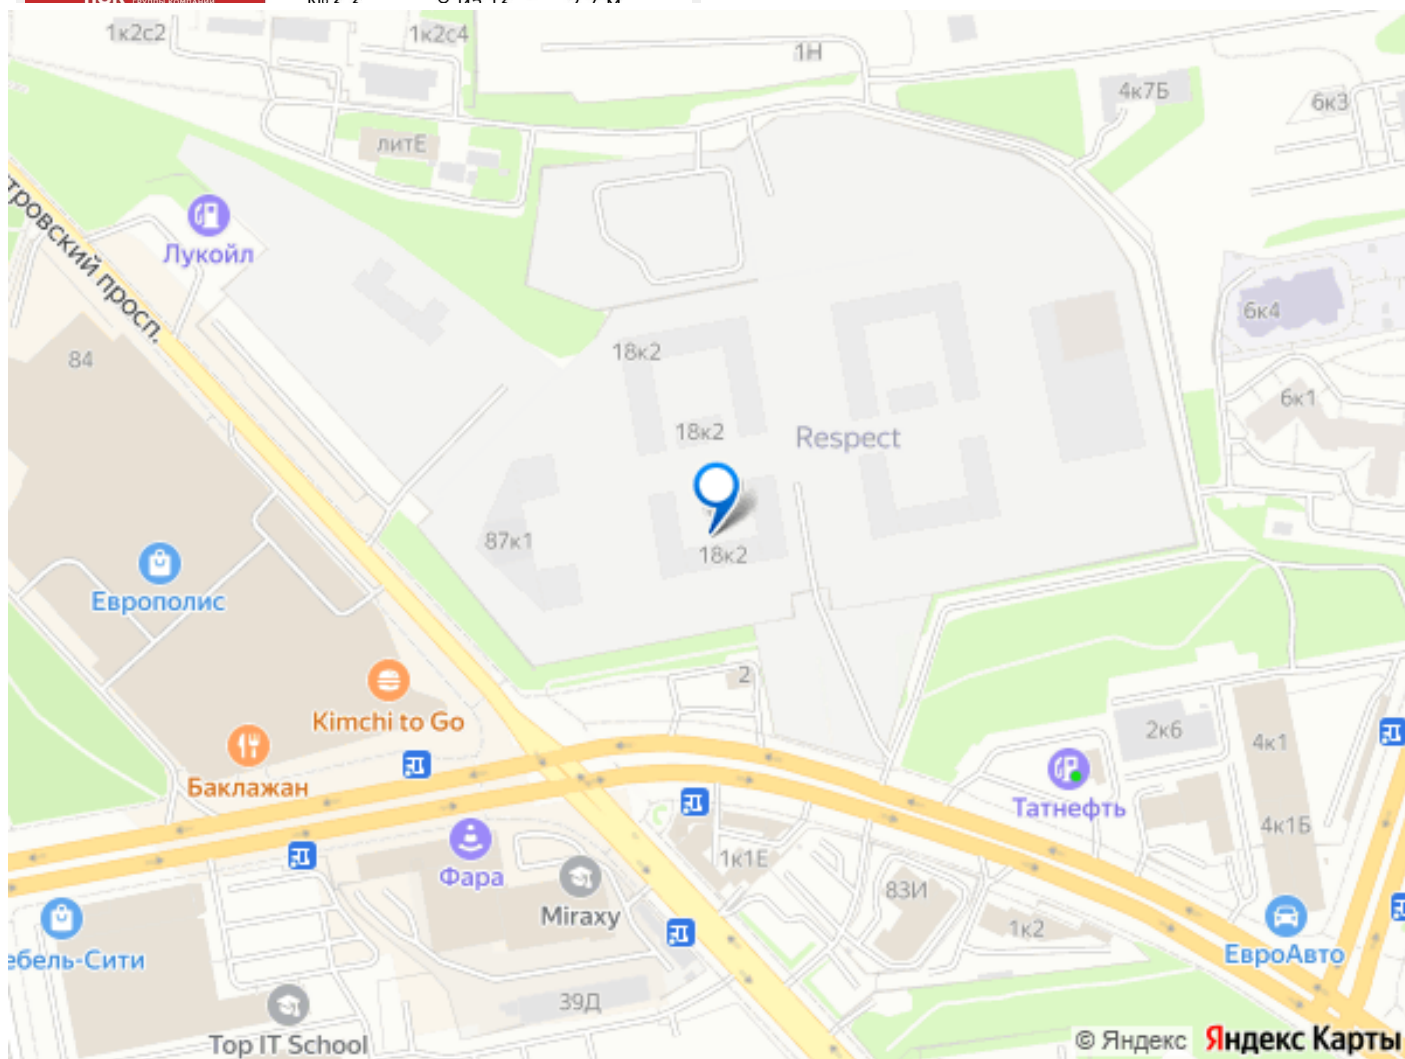 1к2с2
1к2с4
1Н
4к7Б
6к3
литЕ
тровский просп.
Лукойл
6к4
84
18к2
6к1
18к2
Respect
87к1
18к2
Европолис
2
Kimchi to Go
2к6
4к1
Баклажан
Татнефть
4к1Б
Фара
1к1Е
83И
Miraxy
1к2
ебель-Сити
ЕвроАвто
39Д
Top IT School
© Яндекс Яндекс Карты